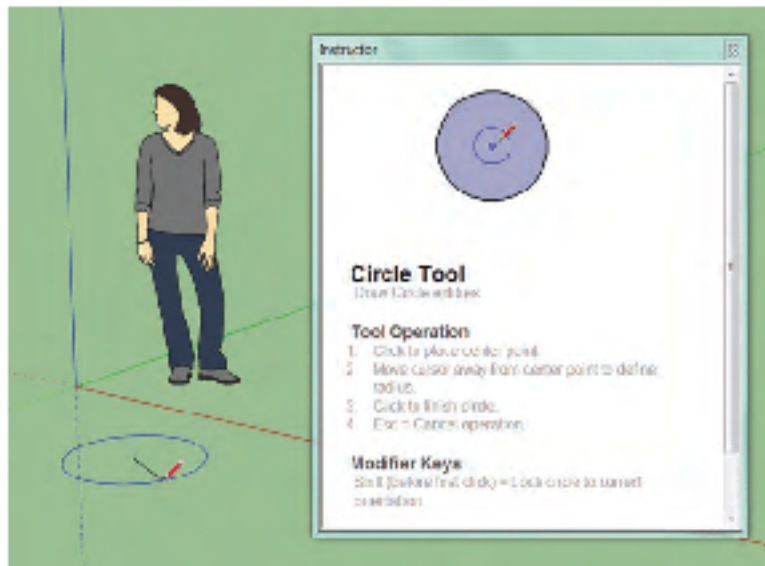 Instructor
Circle Tool
Draw Circle entities
Tool Operation
1. Click to place center point.
2. Move cursor away from center point to define
radius.
3. Click to finish circle.
4. Esc = Cancel operation.
Modifier Keys
Shift (before first click) = Lock circle to current
orientation